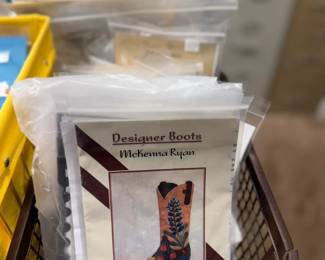 Designer Boots
McKenna Ryan